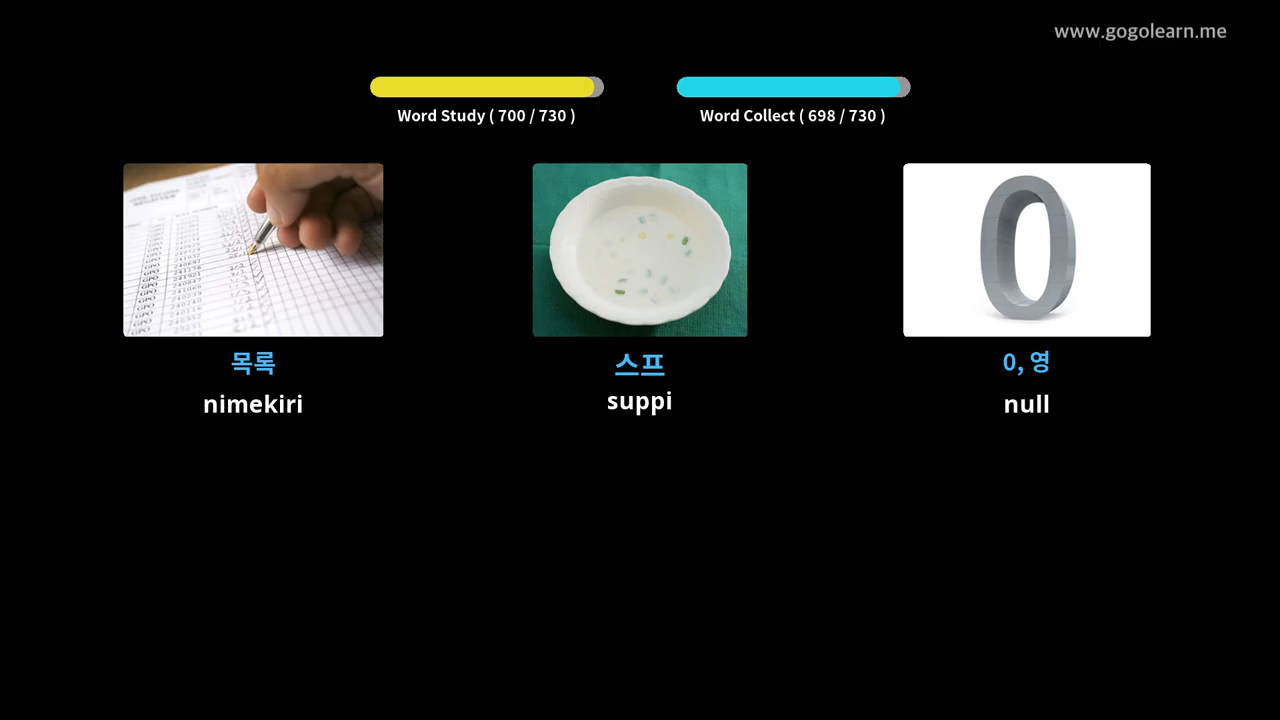 www.gogolearn.me
Word Study ( 700 / 730 )
Word Collect ( 698 / 730 )
목록
스프
0, 영
nimekiri
suppi
null